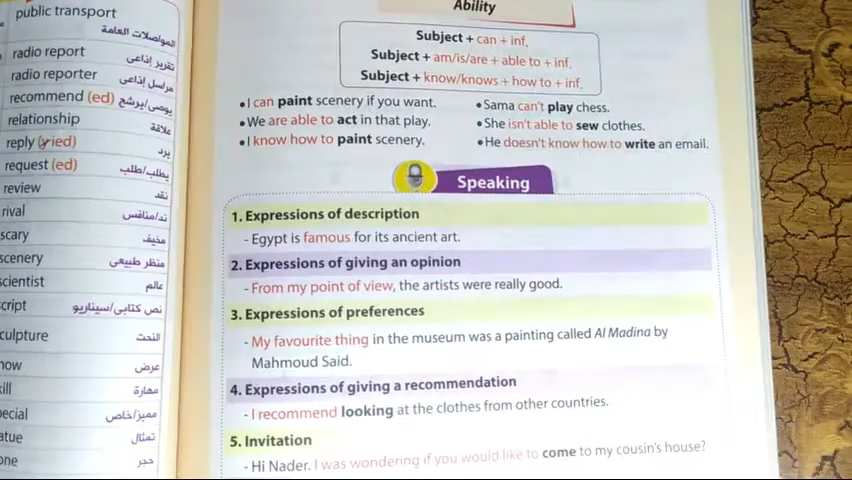 public transport المواصلات العامة
radio report تقرير إذاعى
radio reporter مراسل إذاعى
recommend (ed) يوصى/يرشح
relationship علاقة
reply (yied) يرد
request (ed) يطلب/طلب
review نقد
rival ند/منافس
scary مخيف
scenery منظر طبيعى
scientist عالم
cript نص كتابى/سيناريو
culpture النحت
how عرض
kill مهارة
pecial مميز/خاص
atue تمثال
one حجر
Ability
Subject + can + inf.
Subject + am/is/are + able to + inf.
Subject + know/knows + how to + inf.
• I can paint scenery if you want.
• We are able to act in that play.
• I know how to paint scenery.
• Sama can't play chess.
• She isn't able to sew clothes.
• He doesn't know how to write an email.
Speaking
1. Expressions of description
- Egypt is famous for its ancient art.
2. Expressions of giving an opinion
- From my point of view, the artists were really good.
3. Expressions of preferences
- My favourite thing in the museum was a painting called Al Madina by
Mahmoud Said.
4. Expressions of giving a recommendation
- I recommend looking at the clothes from other countries.
5. Invitation
- Hi Nader. I was wondering if you would like to come to my cousin's house?